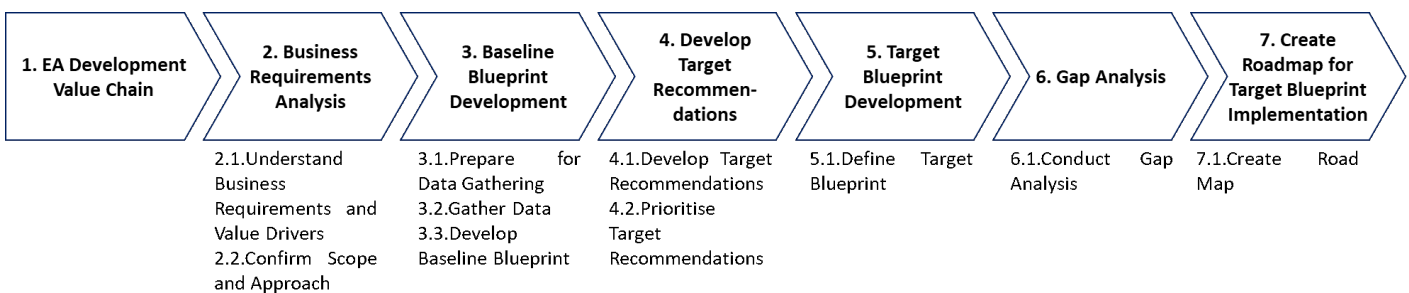 1. EA Development
Value Chain
2. Business
Requirements
Analysis
3. Baseline
Blueprint
Development
4. Develop
Target
Recommen-
dations
5. Target
Blueprint
Development
6. Gap Analysis
7. Create
Roadmap for
Target Blueprint
Implementation
2.1.Understand
Business
Requirements and
Value Drivers
2.2.Confirm Scope
and Approach
3.1.Prepare for
Data Gathering
3.2.Gather Data
3.3.Develop
Baseline Blueprint
4.1.Develop Target
Recommendations
4.2.Prioritise
Target
Recommendations
5.1.Define Target
Blueprint
6.1.Conduct Gap
Analysis
7.1.Create Road
Map